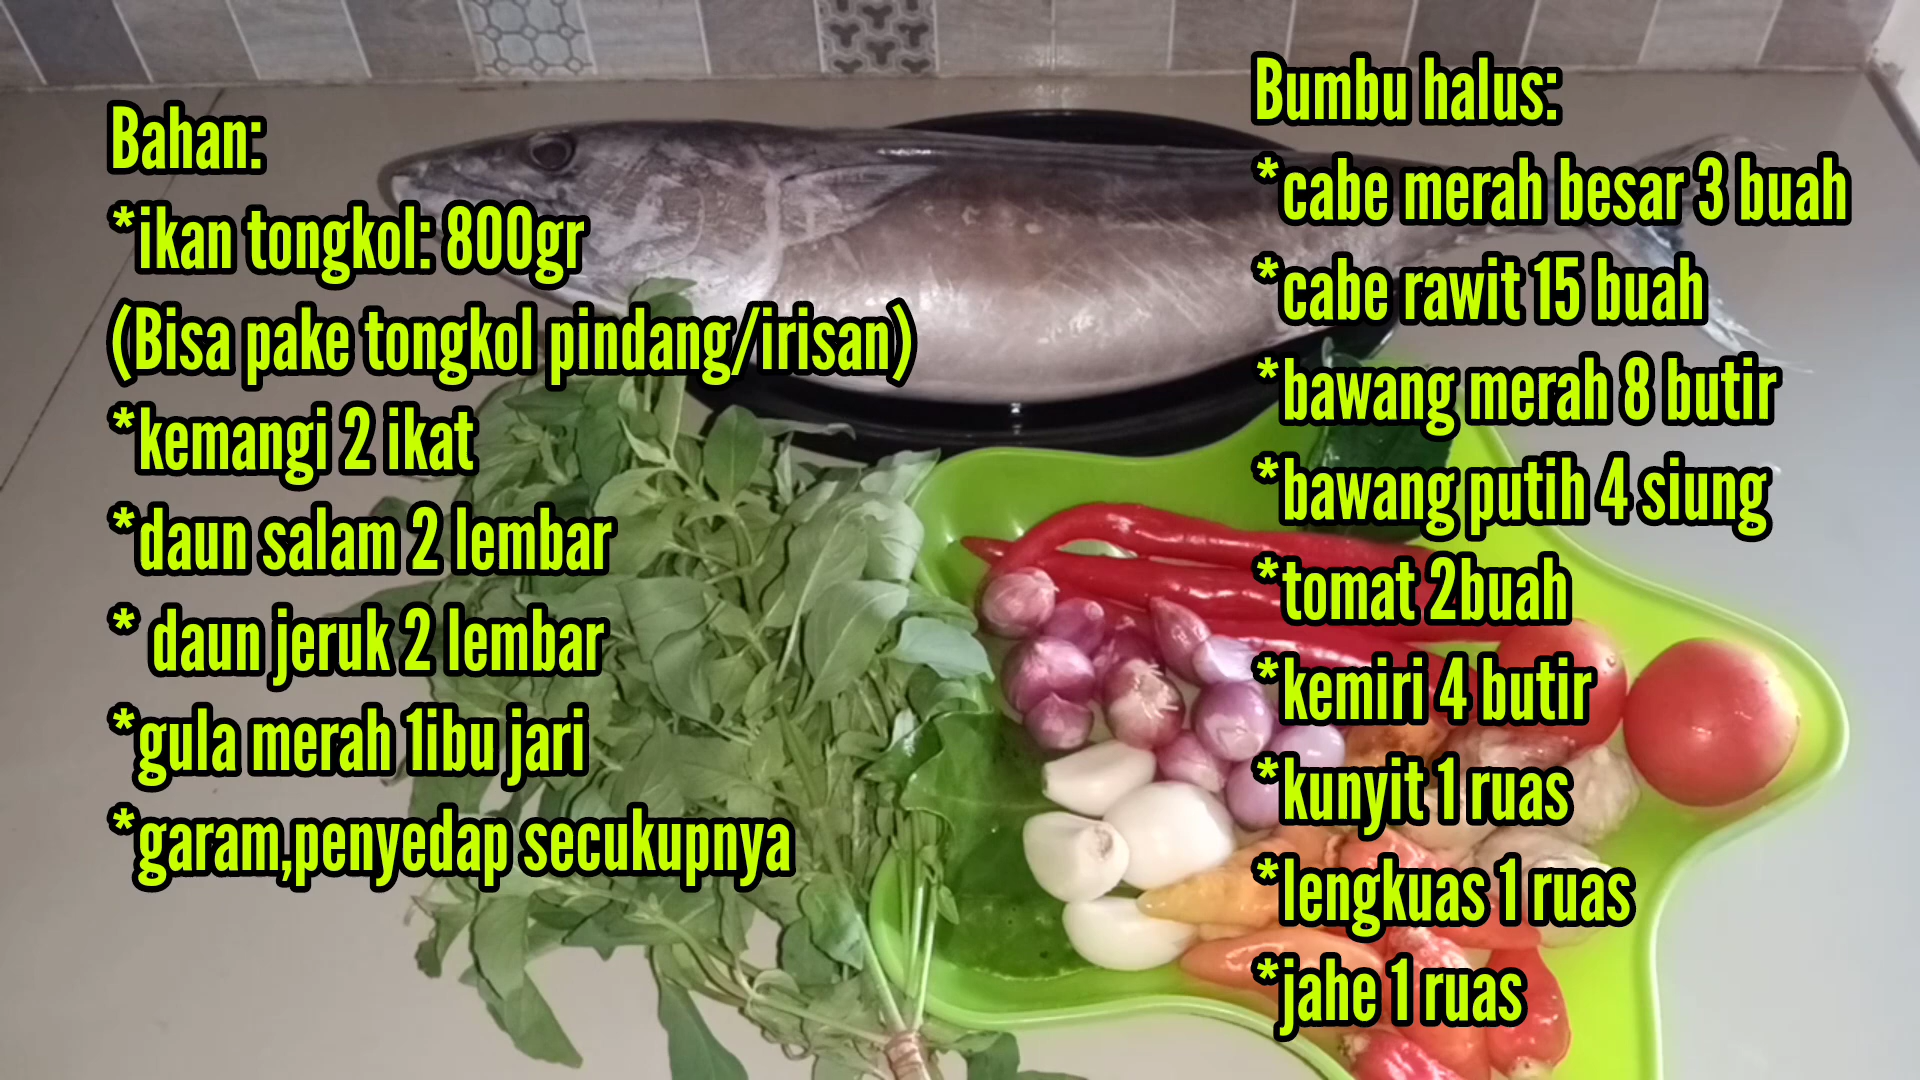 Bahan:
*ikan tongkol: 800gr
(Bisa pake tongkol pindang/irisan)
*kemangi 2 ikat
*daun salam 2 lembar
* daun jeruk 2 lembar
*gula merah 1ibu jari
*garam,penyedap secukupnya
Bumbu halus:
*cabe merah besar 3 buah
*cabe rawit 15 buah
*bawang merah 8 butir
*bawang putih 4 siung
*tomat 2buah
*kemiri 4 butir
*kunyit 1 ruas
*lengkuas 1 ruas
*jahe 1 ruas